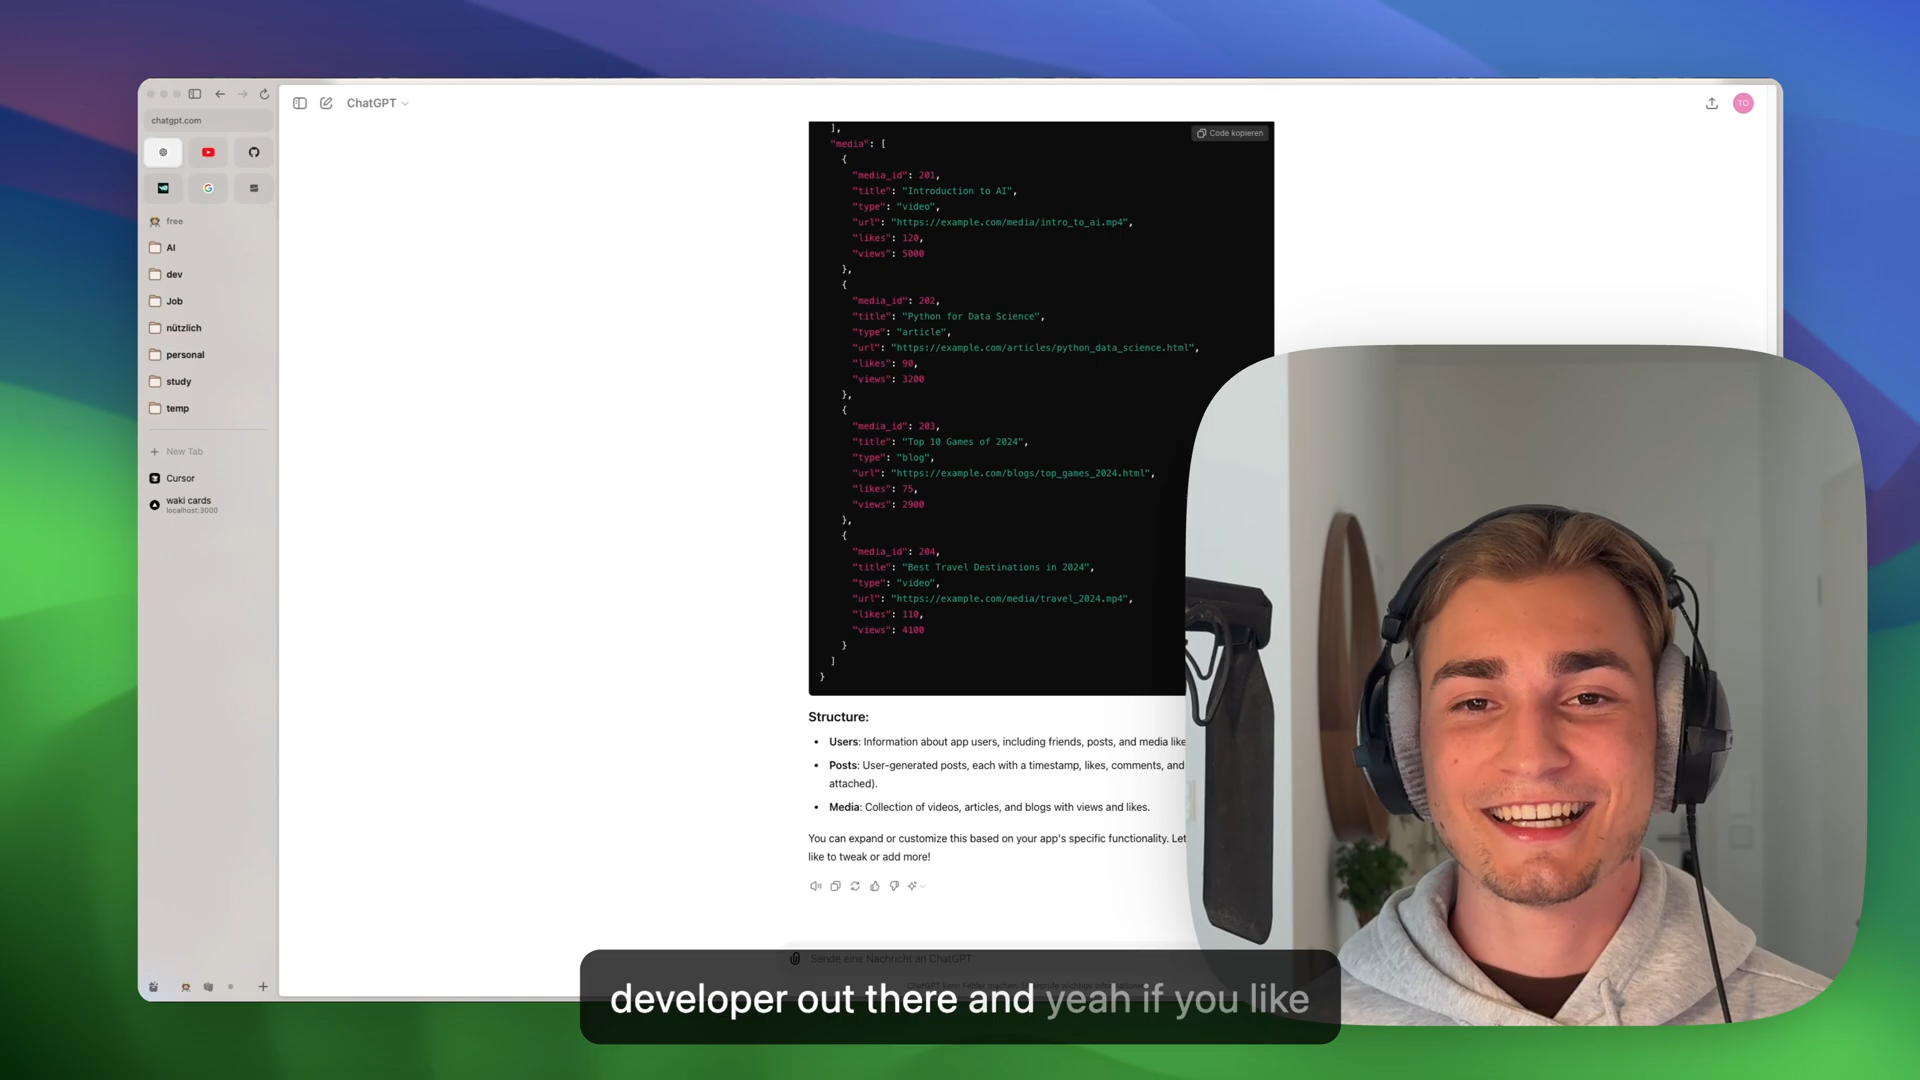 chatgpt.com
free
AI
dev
Job
nützlich
personal
study
temp
New Tab
Cursor
waki cards
localhost:3000
ChatGPT
TO
Code kopieren
],
"media": [
{
"media_id": 201,
"title": "Introduction to AI",
"type": "video",
"url": "https://example.com/media/intro_to_ai.mp4",
"likes": 120,
"views": 5000
},
{
"media_id": 202,
"title": "Python for Data Science",
"type": "article",
"url": "https://example.com/articles/python_data_science.html",
"likes": 90,
"views": 3200
},
{
"media_id": 203,
"title": "Top 10 Games of 2024",
"type": "blog",
"url": "https://example.com/blogs/top_games_2024.html",
"likes": 75,
"views": 2900
},
{
"media_id": 204,
"title": "Best Travel Destinations in 2024",
"type": "video",
"url": "https://example.com/media/travel_2024.mp4",
"likes": 110,
"views": 4100
}
]
}
Structure:
• Users: Information about app users, including friends, posts, and media like
• Posts: User-generated posts, each with a timestamp, likes, comments, and
attached).
• Media: Collection of videos, articles, and blogs with views and likes.
You can expand or customize this based on your app's specific functionality. Let
like to tweak or add more!
Sende eine Nachricht an ChatGPT
developer out there and yeah if you like